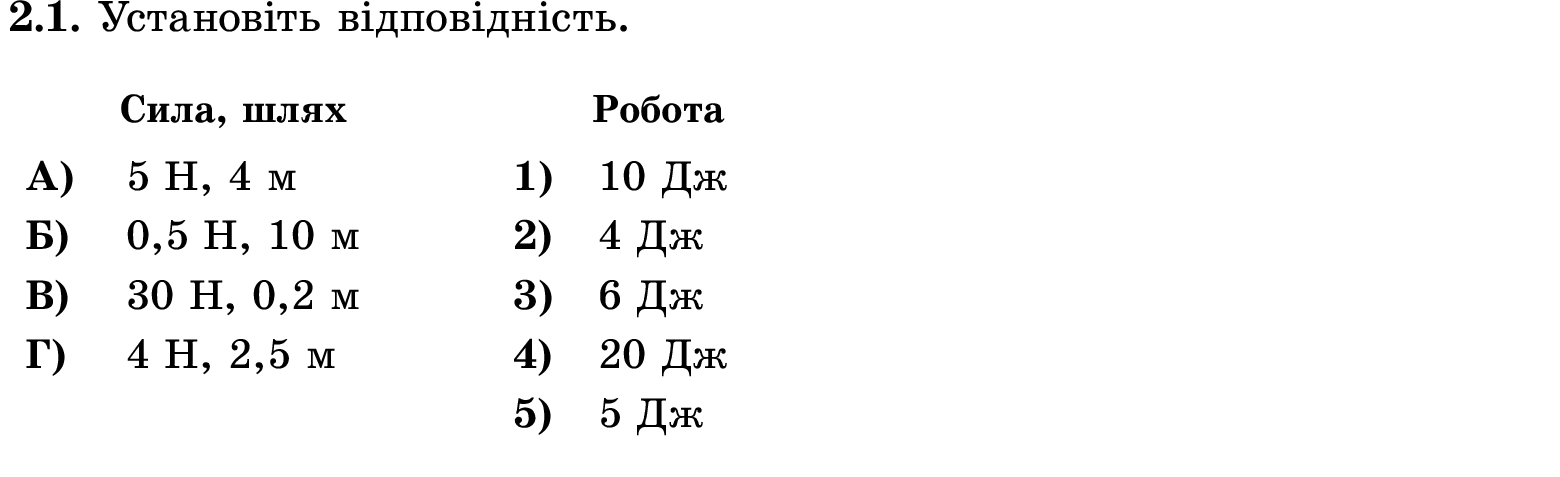 2.1. Установіть відповідність.
Сила, шлях Робота
А) 5 Н, 4 м 1) 10 Дж
Б) 0,5 Н, 10 м 2) 4 Дж
В) 30 Н, 0,2 м 3) 6 Дж
Г) 4 Н, 2,5 м 4) 20 Дж
5) 5 Дж